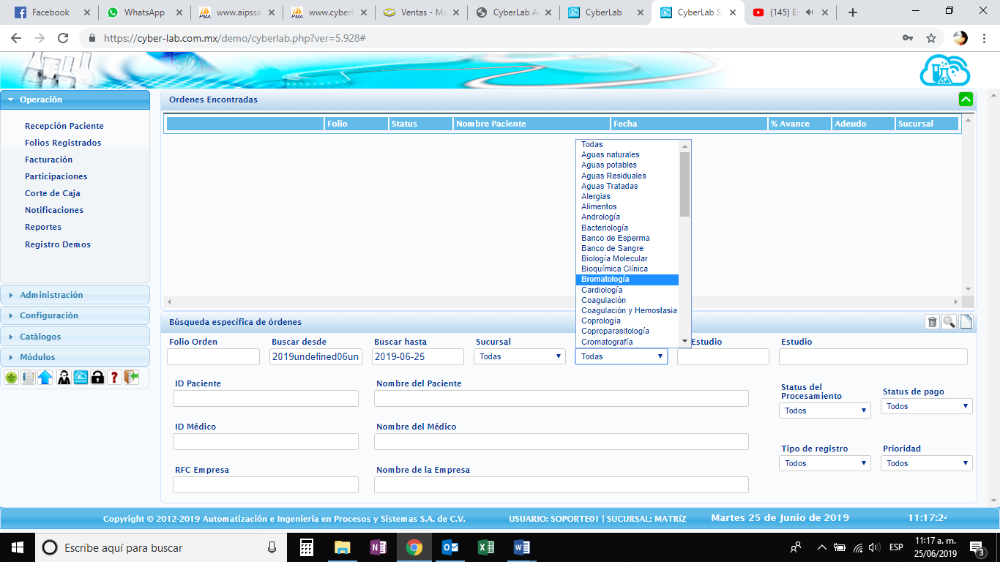 Facebook
WhatsApp
www.aipssa
www.cyberl
Ventas - Me
CyberLab A
CyberLab
CyberLab S
(145) E
https://cyber-lab.com.mx/demo/cyberlab.php?ver=5.928#
Operación
Recepción Paciente
Folios Registrados
Facturación
Participaciones
Corte de Caja
Notificaciones
Reportes
Registro Demos
Administración
Configuración
Catálogos
Módulos
Ordenes Encontradas
Folio Status Nombre Paciente Fecha % Avance Adeudo Sucursal
Todas
Aguas naturales
Aguas potables
Aguas Residuales
Aguas Tratadas
Alergias
Alimentos
Andrología
Bacteriología
Banco de Esperma
Banco de Sangre
Biología Molecular
Bioquímica Clínica
Bromatología
Cardiología
Coagulación
Coagulación y Hemostasia
Coprología
Coproparasitología
Cromatografía
Búsqueda específica de órdenes
Folio Orden Buscar desde Buscar hasta Sucursal Estudio Estudio
2019undefined06un 2019-06-25 Todas Todas
ID Paciente Nombre del Paciente
Status del
Procesamiento
Todos
Status de pago
Todos
ID Médico Nombre del Médico
Tipo de registro
Todos
Prioridad
Todos
RFC Empresa Nombre de la Empresa
Copyright © 2012-2019 Automatización e Ingeniería en Procesos y Sistemas S.A. de C.V. USUARIO: SOPORTE01 | SUCURSAL: MATRíZ Martes 25 de Junio de 2019 11:17:24
Escribe aquí para buscar
ESP
11:17 a. m.
25/06/2019
3